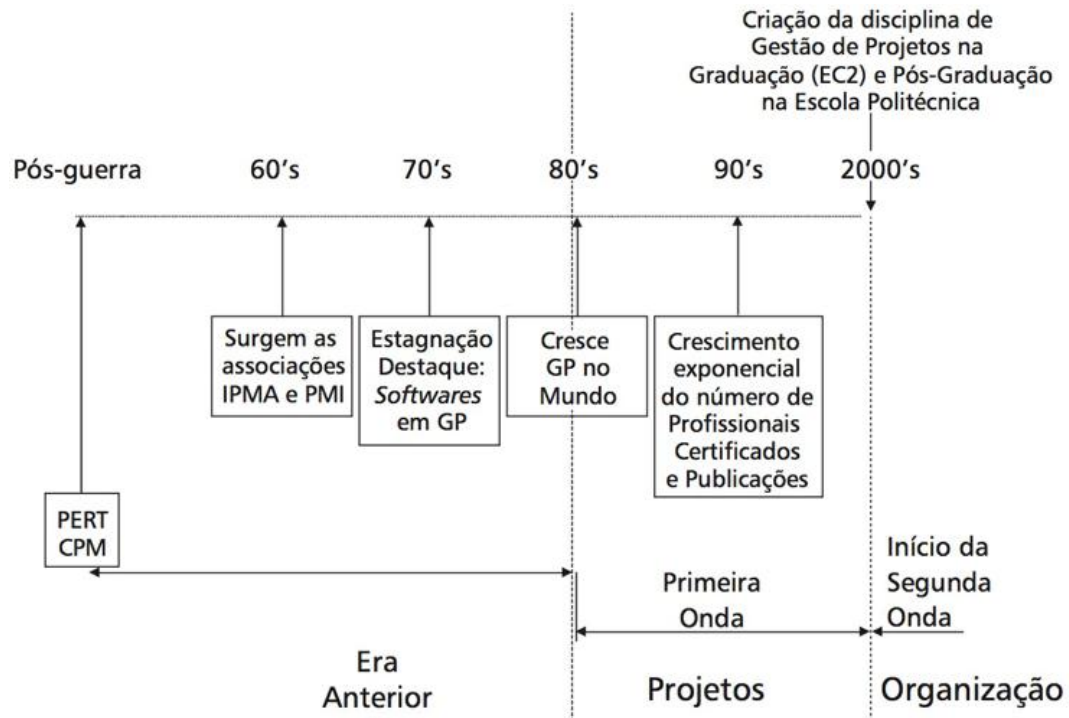 Criação da disciplina de
Gestão de Projetos na
Graduação (EC2) e Pós-Graduação
na Escola Politécnica
Pós-guerra
60’s
70’s
80’s
90’s
2000’s
Surgem as
associações
IPMA e PMI
Estagnação
Destaque:
Softwares
em GP
Cresce
GP no
Mundo
Crescimento
exponencial
do número de
Profissionais
Certificados
e Publicações
PERT
CPM
Primeira
Onda
Início da
Segunda
Onda
Era
Anterior
Projetos
Organização